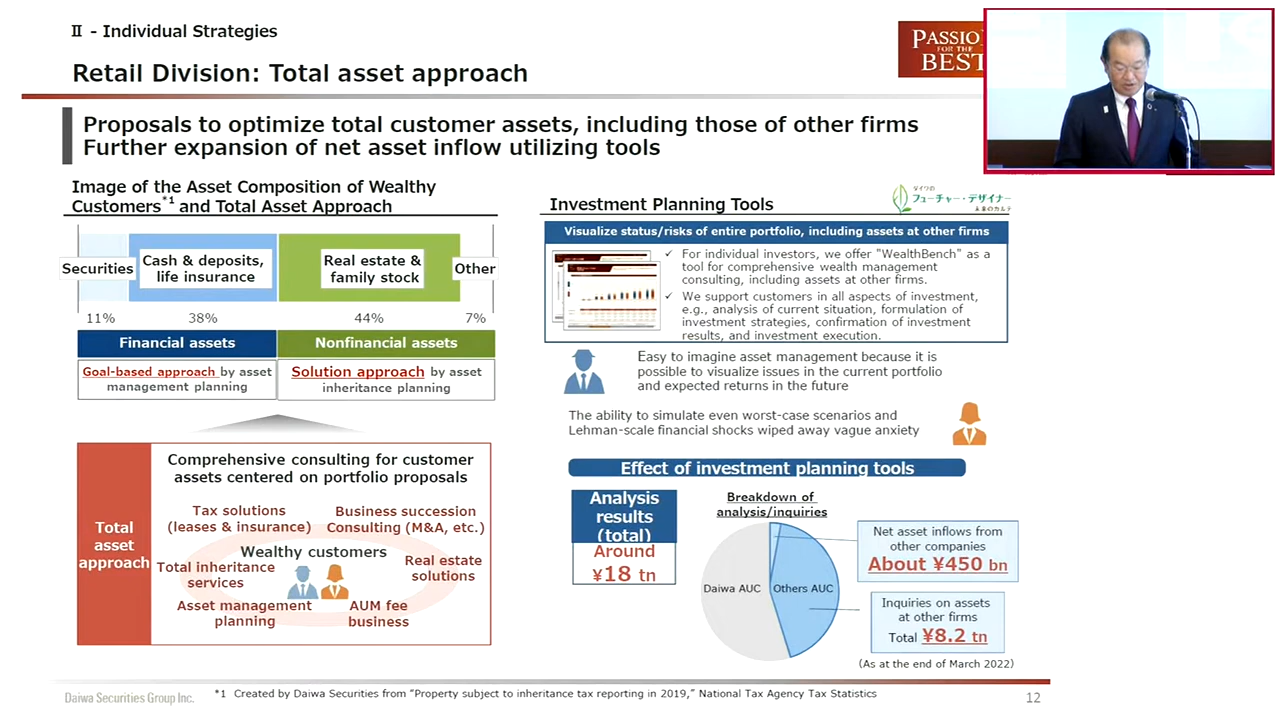 Ⅱ - Individual Strategies
Retail Division: Total asset approach
PASSIO
FOR THE
BEST
Proposals to optimize total customer assets, including those of other firms
Further expansion of net asset inflow utilizing tools
Image of the Asset Composition of Wealthy
Customers*1 and Total Asset Approach
Securities
Cash & deposits,
life insurance
Real estate &
family stock
Other
11% 38% 44% 7%
Financial assets
Nonfinancial assets
Goal-based approach by asset
management planning
Solution approach by asset
inheritance planning
Total
asset
approach
Comprehensive consulting for customer
assets centered on portfolio proposals
Tax solutions
(leases & insurance)
Business succession
Consulting (M&A, etc.)
Wealthy customers
Total inheritance
services
Real estate
solutions
Asset management
planning
AUM fee
business
Investment Planning Tools
ダイワの
フューチャー・デザイナー
未来のカルテ
Visualize status/risks of entire portfolio, including assets at other firms
✓ For individual investors, we offer "WealthBench" as a
tool for comprehensive wealth management
consulting, including assets at other firms.
✓ We support customers in all aspects of investment,
e.g., analysis of current situation, formulation of
investment strategies, confirmation of investment
results, and investment execution.
Easy to imagine asset management because it is
possible to visualize issues in the current portfolio
and expected returns in the future
The ability to simulate even worst-case scenarios and
Lehman-scale financial shocks wiped away vague anxiety
Effect of investment planning tools
Analysis
results
(total)
Around
¥18 tn
Breakdown of
analysis/inquiries
Daiwa AUC
Others AUC
Net asset inflows from
other companies
About ¥450 bn
Inquiries on assets
at other firms
Total ¥8.2 tn
(As at the end of March 2022)
Daiwa Securities Group Inc.
*1 Created by Daiwa Securities from “Property subject to inheritance tax reporting in 2019,” National Tax Agency Tax Statistics
12